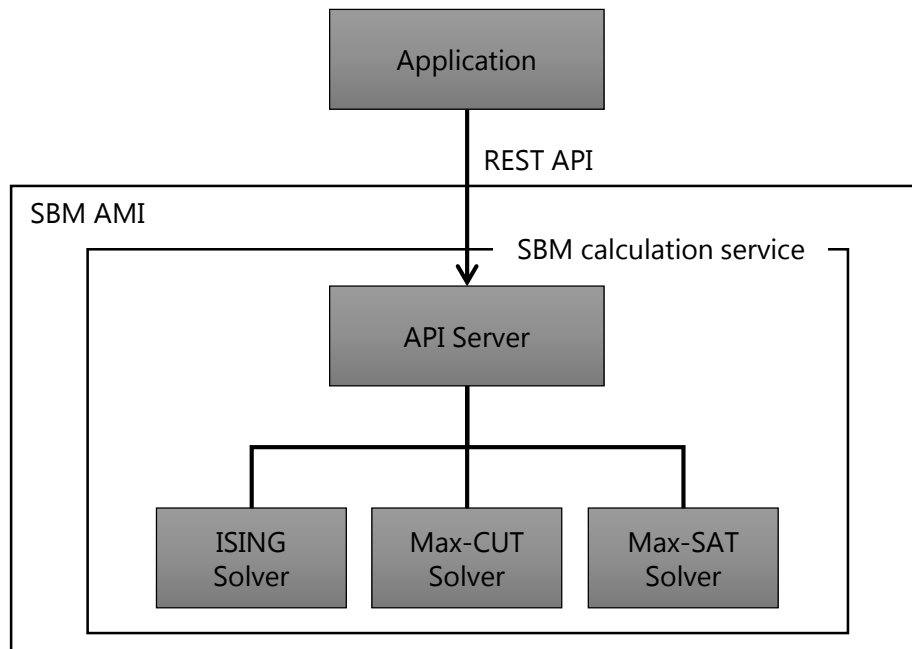 Application
REST API
SBM AMI
SBM calculation service
API Server
ISING
Solver
Max-CUT
Solver
Max-SAT
Solver